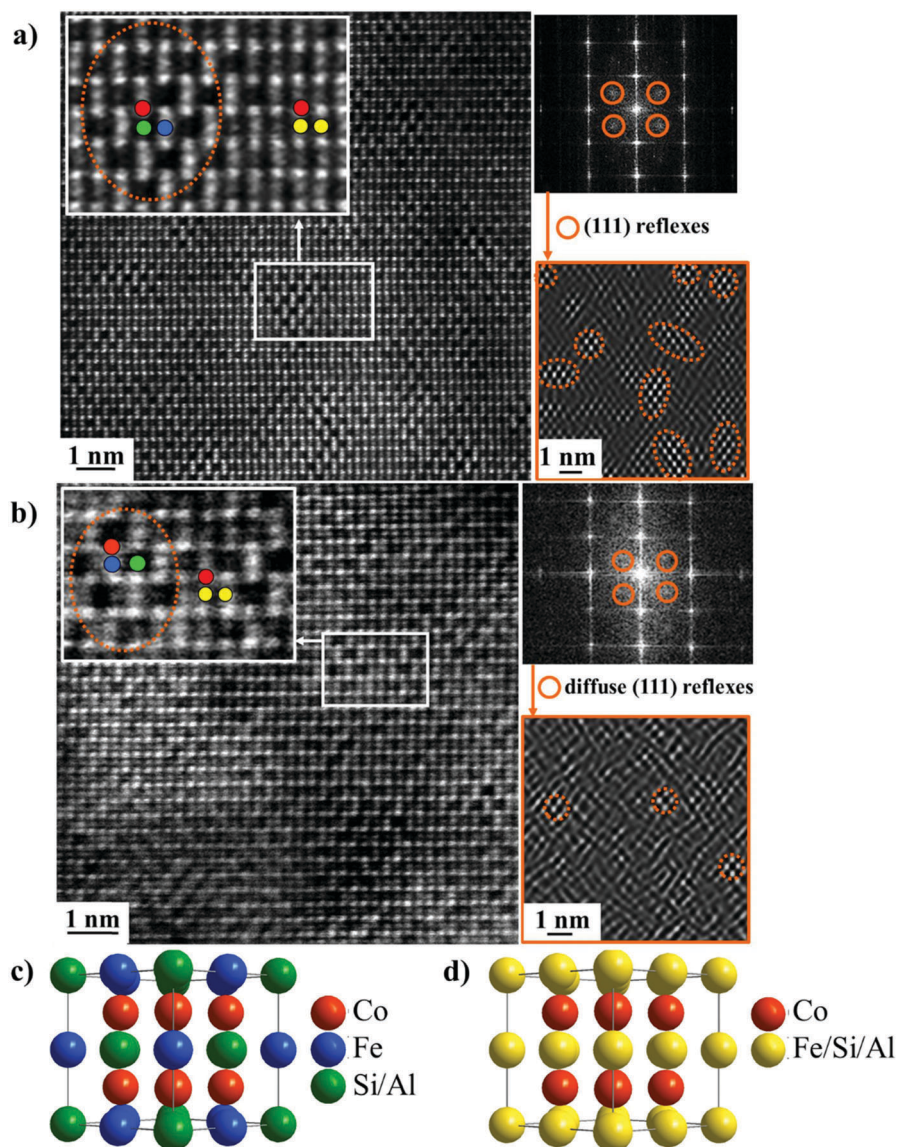 a)
(111) reflexes
1 nm
1 nm
b)
diffuse (111) reflexes
1 nm
1 nm
c)
Co
Fe
Si/Al
d)
Co
Fe/Si/Al